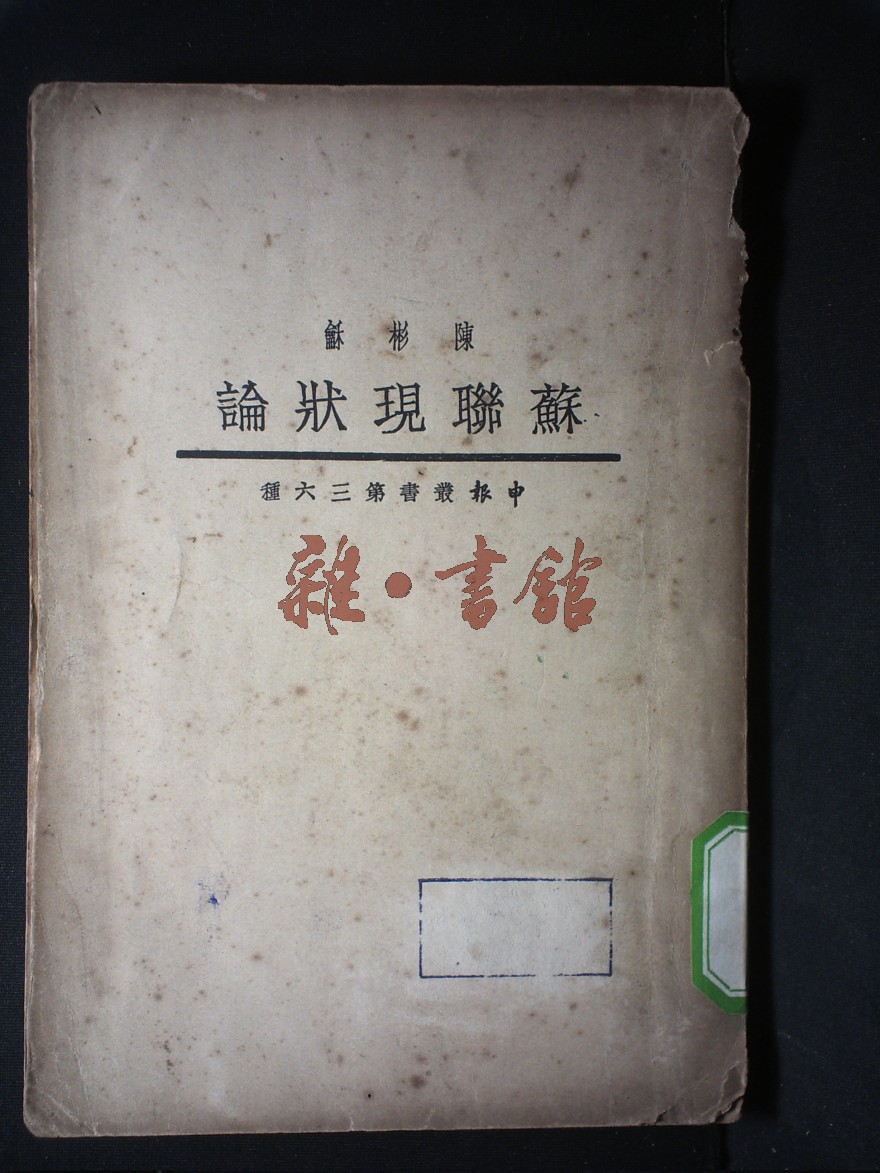 陳彬龢
蘇聯現狀論
申報叢書第三六種
雜·書館